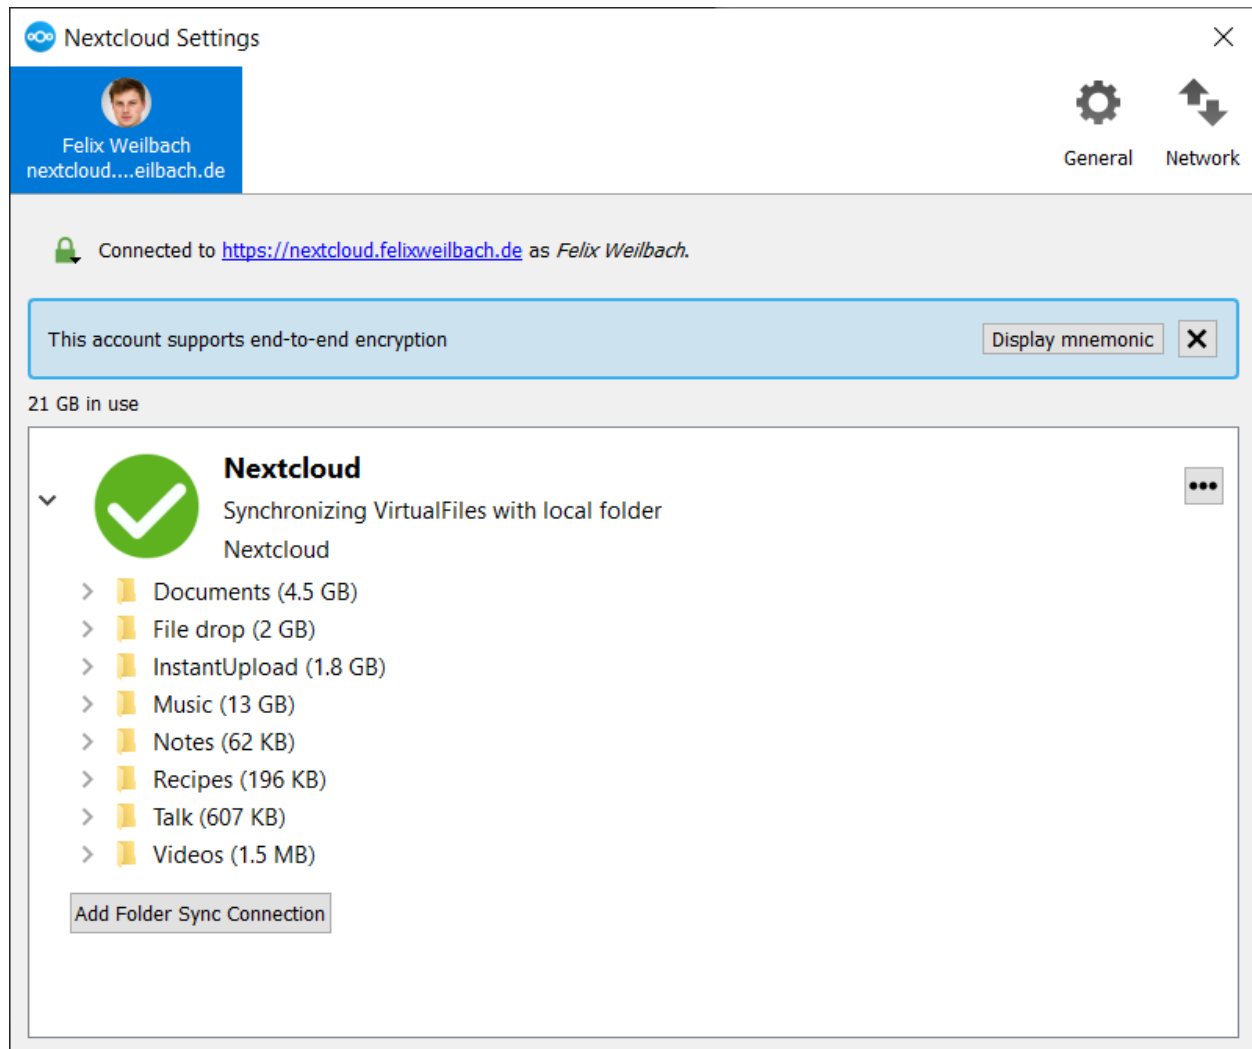 Nextcloud Settings
Felix Weilbach
nextcloud....eilbach.de
General
Network
Connected to https://nextcloud.felixweilbach.de as Felix Weilbach.
This account supports end-to-end encryption
Display mnemonic
21 GB in use
Nextcloud
Synchronizing VirtualFiles with local folder
Nextcloud
Documents (4.5 GB)
File drop (2 GB)
InstantUpload (1.8 GB)
Music (13 GB)
Notes (62 KB)
Recipes (196 KB)
Talk (607 KB)
Videos (1.5 MB)
Add Folder Sync Connection